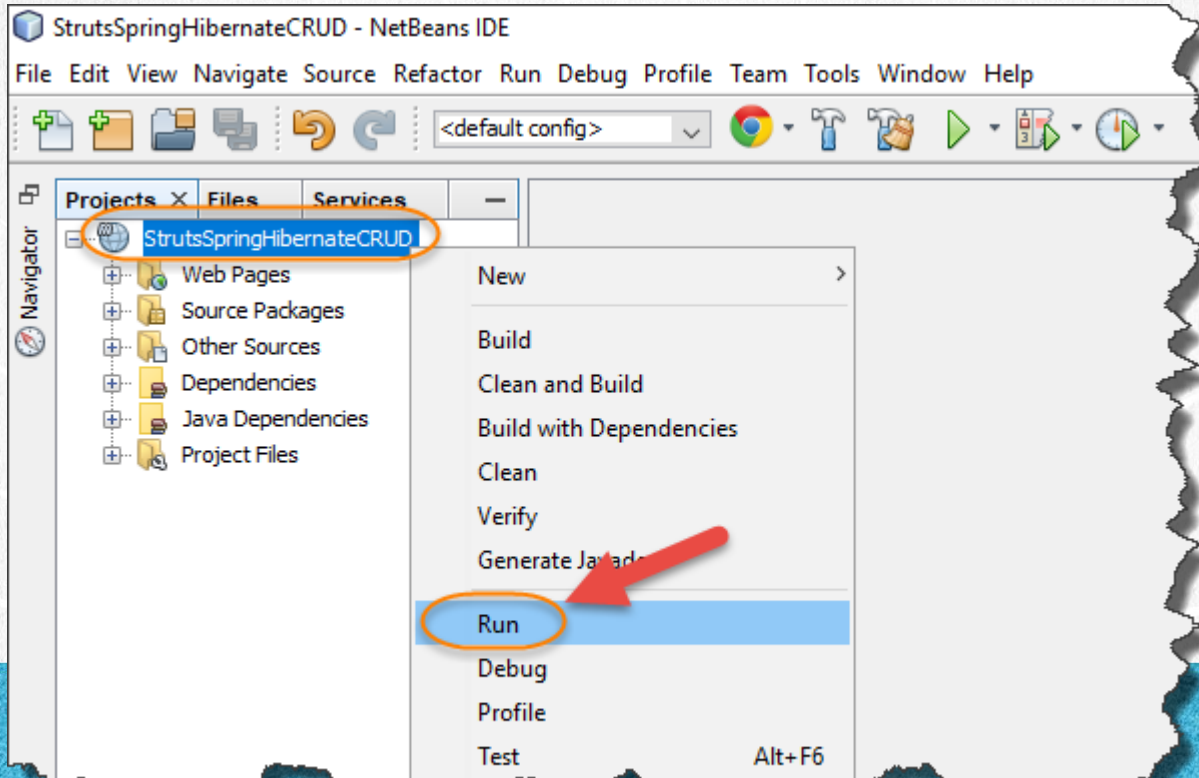 StrutsSpringHibernateCRUD - NetBeans IDE
File Edit View Navigate Source Refactor Run Debug Profile Team Tools Window Help
<default config>
Projects Files Services
Navigator
StrutsSpringHibernateCRUD
Web Pages
Source Packages
Other Sources
Dependencies
Java Dependencies
Project Files
New
Build
Clean and Build
Build with Dependencies
Clean
Verify
Generate
Run
Debug
Profile
Test Alt+F6